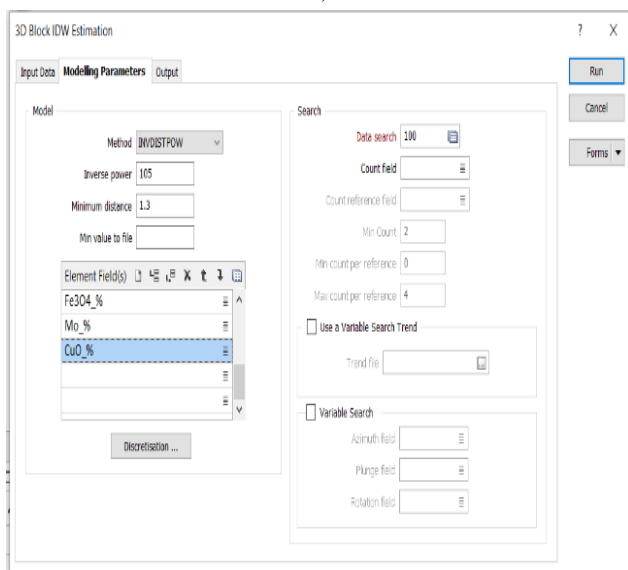 3D Block IDW Estimation
? X
Input Data Modelling Parameters Output
Run
Cancel
Forms
Model
Method INVDISTPOW
Inverse power 105
Minimum distance 1.3
Min value to file
Element Field(s)
Fe3O4_%
Mo_%
CuO_%
Discretisation ...
Search
Data search 100
Count field
Count reference field
Min Count 2
Min count per reference 0
Max count per reference 4
Use a Variable Search Trend
Trend file
Variable Search
Azimuth field
Plunge field
Rotation field